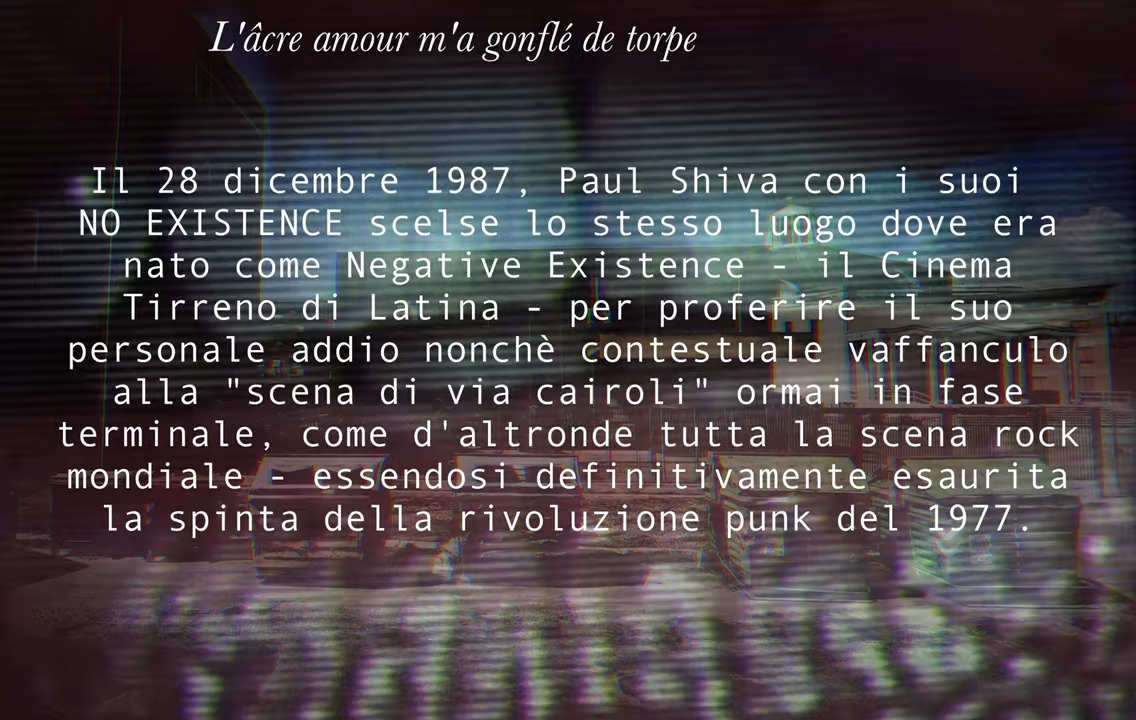 L'âcre amour m'a gonflé de torpe
Il 28 dicembre 1987, Paul Shiva con i suoi
NO EXISTENCE scelse lo stesso luogo dove era
nato come Negative Existence - il Cinema
Tirreno di Latina - per proferire il suo
personale addio nonchè contestuale vaffanculo
alla "scena di via cairoli" ormai in fase
terminale, come d'altronde tutta la scena rock
mondiale - essendosi definitivamente esaurita
la spinta della rivoluzione punk del 1977.